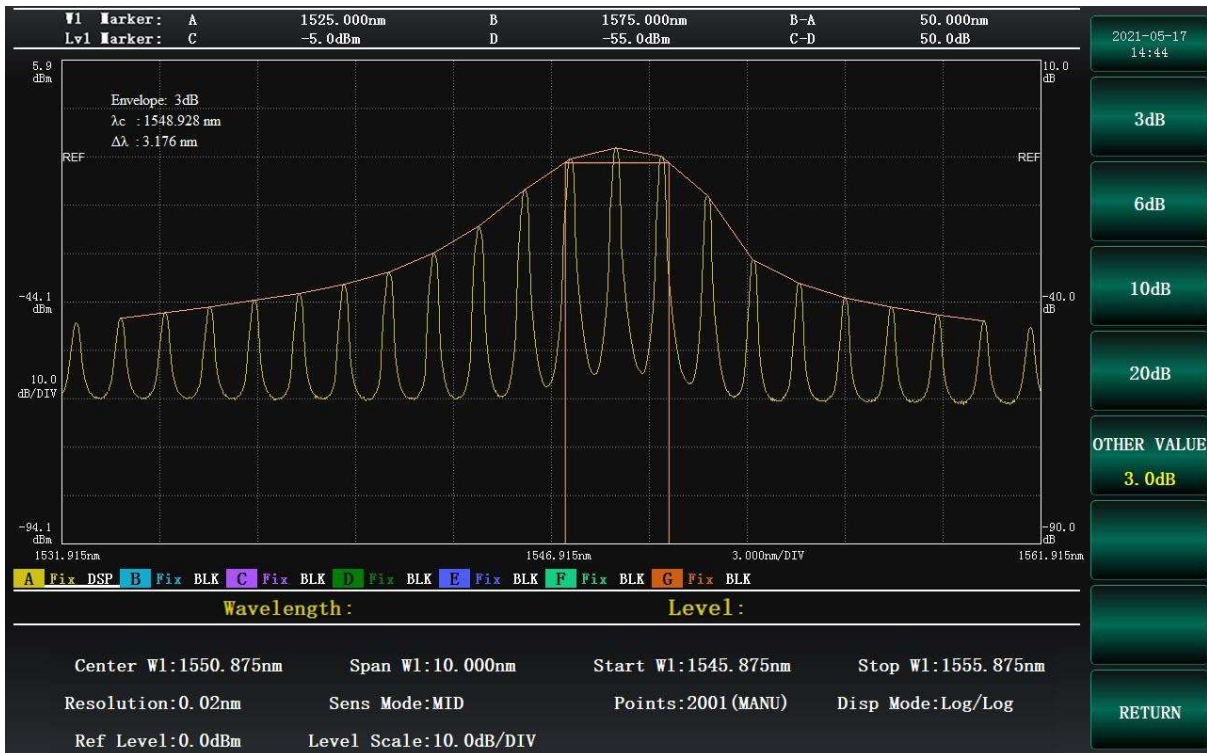 Wl Marker: A 1525.000nm B 1575.000nm B-A 50.000nm
Lvl Marker: C -5.0dBm D -55.0dBm C-D 50.0dB
2021-05-17
14:44
5.9
dBm
10.0
dB
Envelope: 3dB
λc : 1548.928 nm
Δλ : 3.176 nm
REF
REF
-44.1
dBm
-40.0
dB
10.0
dB/DIV
-94.1
dBm
-90.0
dB
1531.915nm 1546.915nm 3.000nm/DIV 1561.915nm
A Fix DSP B Fix BLK C Fix BLK D Fix BLK E Fix BLK F Fix BLK G Fix BLK
Wavelength: Level:
Center Wl:1550.875nm Span Wl:10.000nm Start Wl:1545.875nm Stop Wl:1555.875nm
Resolution:0.02nm Sens Mode:MID Points:2001(MANU) Disp Mode:Log/Log
Ref Level:0.0dBm Level Scale:10.0dB/DIV
3dB
6dB
10dB
20dB
OTHER VALUE
3.0dB
RETURN